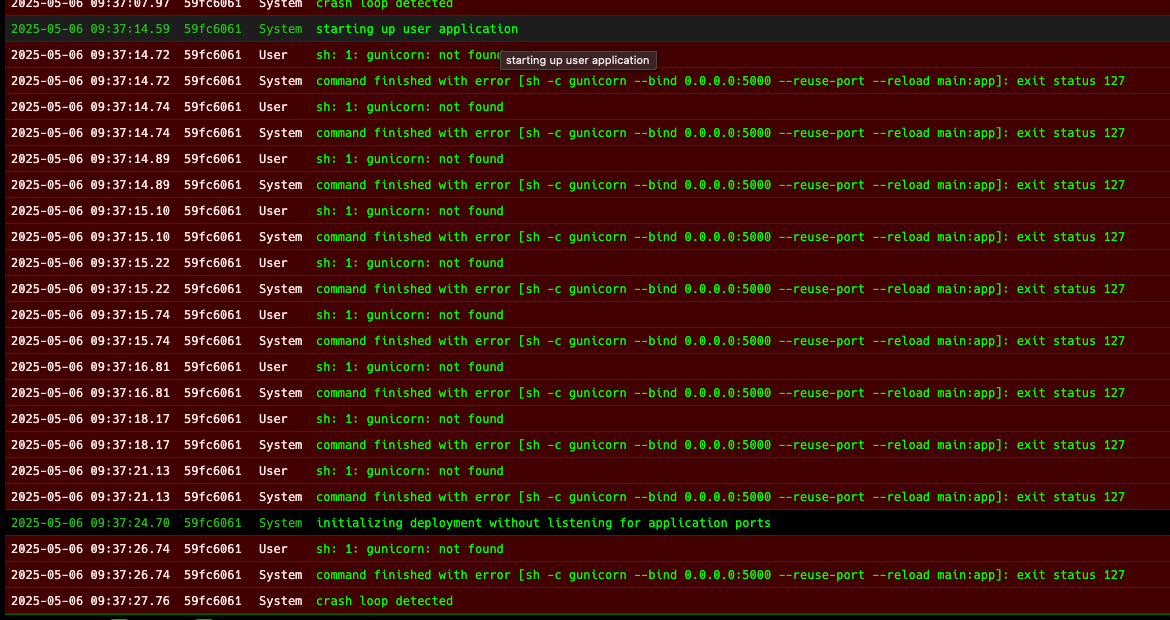 2025-05-06 09:37:07.97 59fc6061 System crash loop detected
2025-05-06 09:37:14.59 59fc6061 System starting up user application
2025-05-06 09:37:14.72 59fc6061 User sh: 1: gunicorn: not found
starting up user application
2025-05-06 09:37:14.72 59fc6061 System command finished with error [sh -c gunicorn --bind 0.0.0.0:5000 --reuse-port --reload main:app]: exit status 127
2025-05-06 09:37:14.74 59fc6061 User sh: 1: gunicorn: not found
2025-05-06 09:37:14.74 59fc6061 System command finished with error [sh -c gunicorn --bind 0.0.0.0:5000 --reuse-port --reload main:app]: exit status 127
2025-05-06 09:37:14.89 59fc6061 User sh: 1: gunicorn: not found
2025-05-06 09:37:14.89 59fc6061 System command finished with error [sh -c gunicorn --bind 0.0.0.0:5000 --reuse-port --reload main:app]: exit status 127
2025-05-06 09:37:15.10 59fc6061 User sh: 1: gunicorn: not found
2025-05-06 09:37:15.10 59fc6061 System command finished with error [sh -c gunicorn --bind 0.0.0.0:5000 --reuse-port --reload main:app]: exit status 127
2025-05-06 09:37:15.22 59fc6061 User sh: 1: gunicorn: not found
2025-05-06 09:37:15.22 59fc6061 System command finished with error [sh -c gunicorn --bind 0.0.0.0:5000 --reuse-port --reload main:app]: exit status 127
2025-05-06 09:37:15.74 59fc6061 User sh: 1: gunicorn: not found
2025-05-06 09:37:15.74 59fc6061 System command finished with error [sh -c gunicorn --bind 0.0.0.0:5000 --reuse-port --reload main:app]: exit status 127
2025-05-06 09:37:16.81 59fc6061 User sh: 1: gunicorn: not found
2025-05-06 09:37:16.81 59fc6061 System command finished with error [sh -c gunicorn --bind 0.0.0.0:5000 --reuse-port --reload main:app]: exit status 127
2025-05-06 09:37:18.17 59fc6061 User sh: 1: gunicorn: not found
2025-05-06 09:37:18.17 59fc6061 System command finished with error [sh -c gunicorn --bind 0.0.0.0:5000 --reuse-port --reload main:app]: exit status 127
2025-05-06 09:37:21.13 59fc6061 User sh: 1: gunicorn: not found
2025-05-06 09:37:21.13 59fc6061 System command finished with error [sh -c gunicorn --bind 0.0.0.0:5000 --reuse-port --reload main:app]: exit status 127
2025-05-06 09:37:24.70 59fc6061 System initializing deployment without listening for application ports
2025-05-06 09:37:26.74 59fc6061 User sh: 1: gunicorn: not found
2025-05-06 09:37:26.74 59fc6061 System command finished with error [sh -c gunicorn --bind 0.0.0.0:5000 --reuse-port --reload main:app]: exit status 127
2025-05-06 09:37:27.76 59fc6061 System crash loop detected